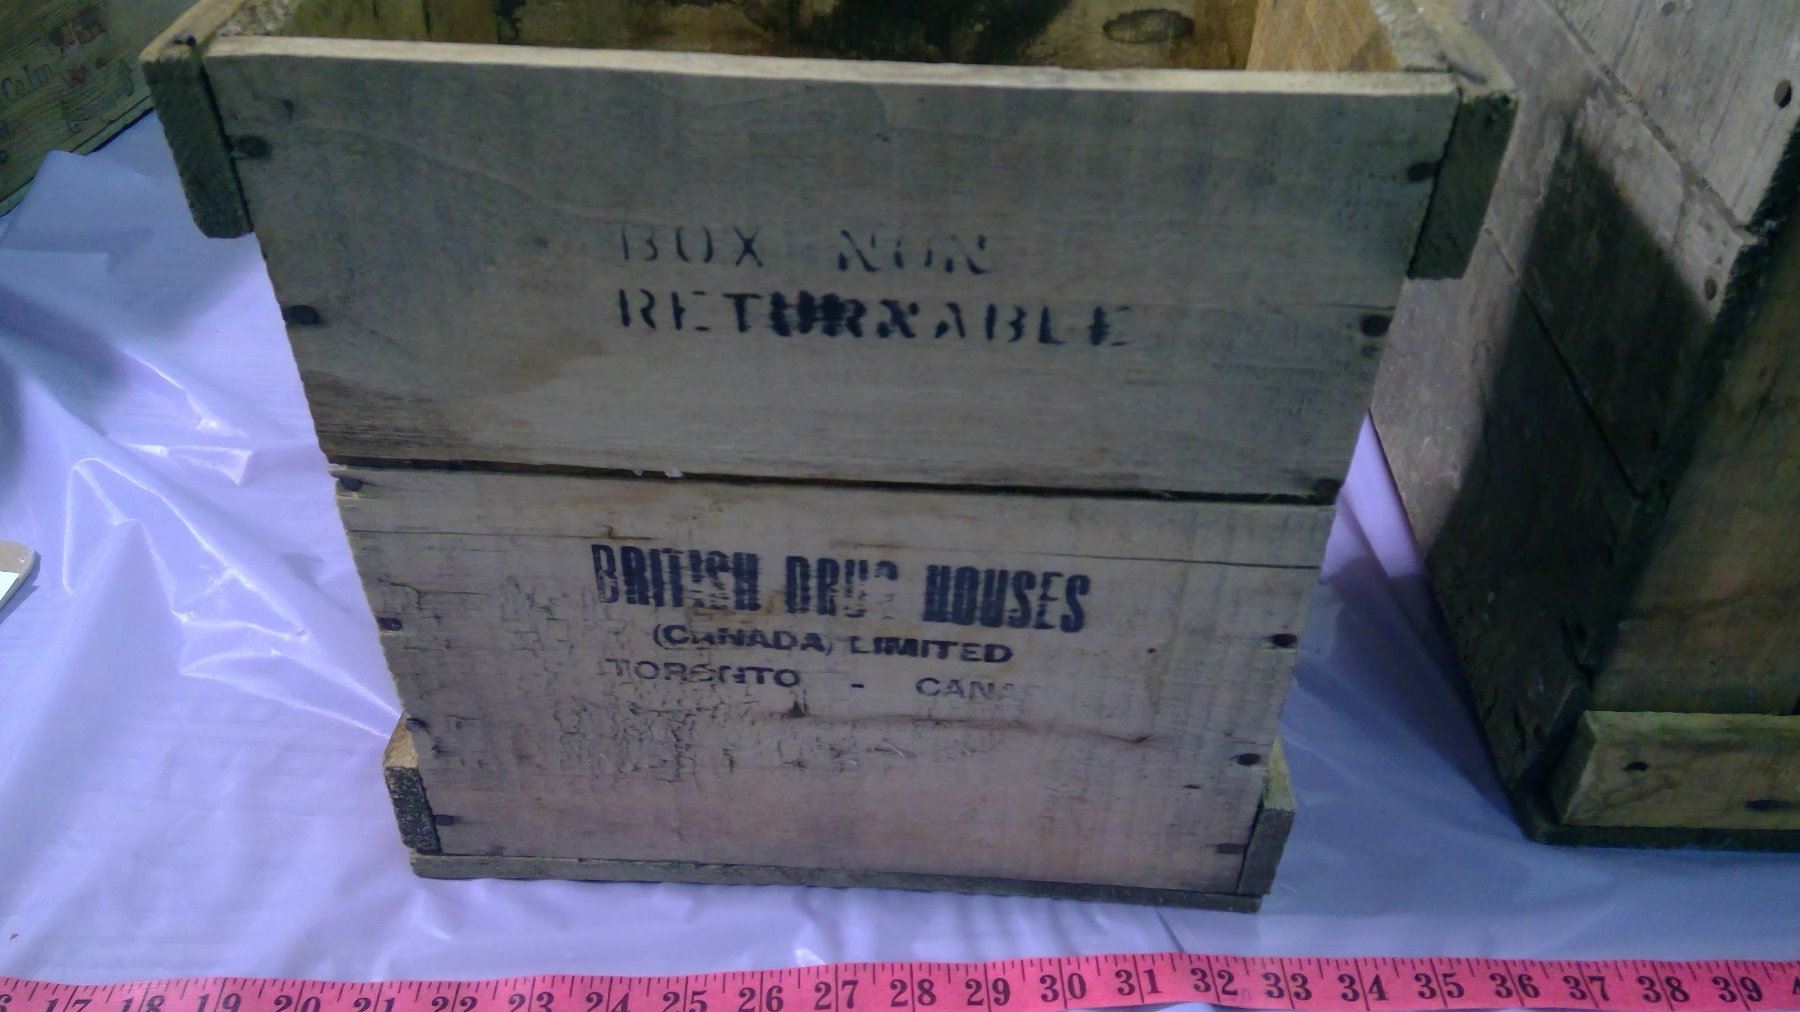 Calm
BOX NON
RETURNABLE
BRITISH DRUG HOUSES
(CANADA) LIMITED
TORONTO - CANA
17 18 19 20 21 22 23 24 25 26 27 28 29 30 31 32 33 34 35 36 37 38 39